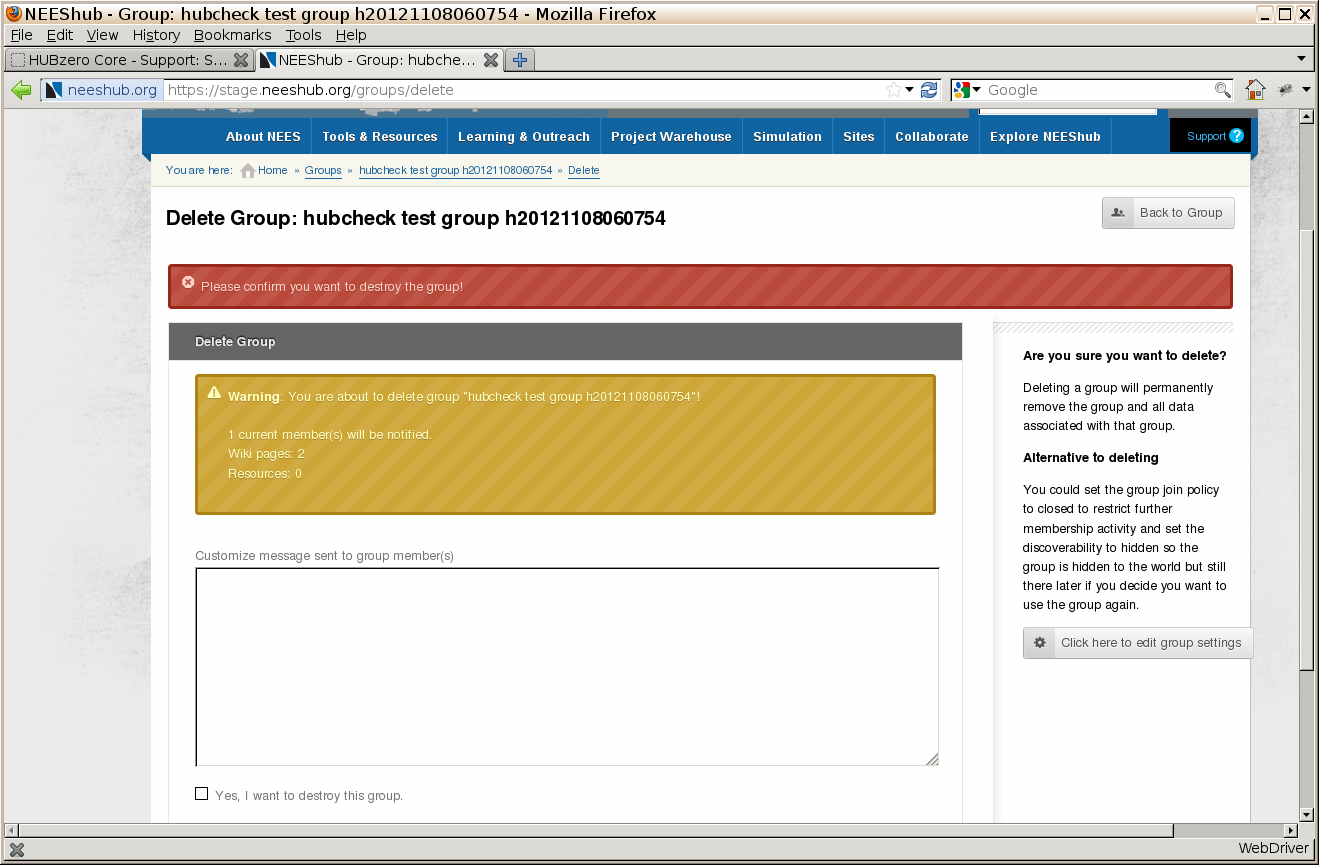 NEEShub - Group: hubcheck test group h20121108060754 - Mozilla Firefox
File Edit View History Bookmarks Tools Help
HUBzero Core - Support: S... NEEShub - Group: hubche...
neeshub.org https://stage.neeshub.org/groups/delete Google
About NEES Tools & Resources Learning & Outreach Project Warehouse Simulation Sites Collaborate Explore NEEShub Support ?
You are here: Home » Groups » hubcheck test group h20121108060754 » Delete
Delete Group: hubcheck test group h20121108060754
Back to Group
Please confirm you want to destroy the group!
Delete Group
Warning: You are about to delete group "hubcheck test group h20121108060754"!
1 current member(s) will be notified.
Wiki pages: 2
Resources: 0
Customize message sent to group member(s)
Yes, I want to destroy this group.
Are you sure you want to delete?
Deleting a group will permanently
remove the group and all data
associated with that group.
Alternative to deleting
You could set the group join policy
to closed to restrict further
membership activity and set the
discoverability to hidden so the
group is hidden to the world but still
there later if you decide you want to
use the group again.
Click here to edit group settings
WebDriver